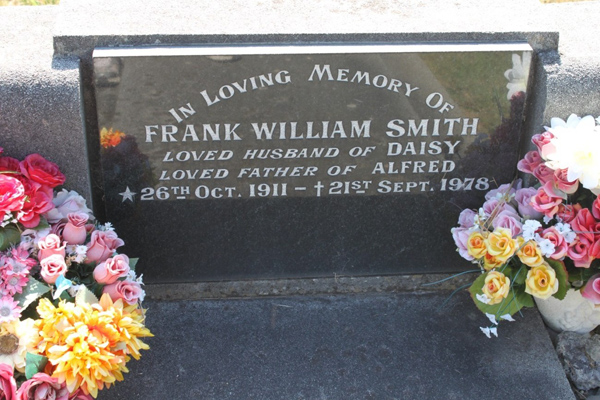 In Loving Memory Of
FRANK WILLIAM SMITH
LOVED HUSBAND OF DAISY
LOVED FATHER OF ALFRED
★26TH OCT. 1911 – †21ST SEPT. 1978